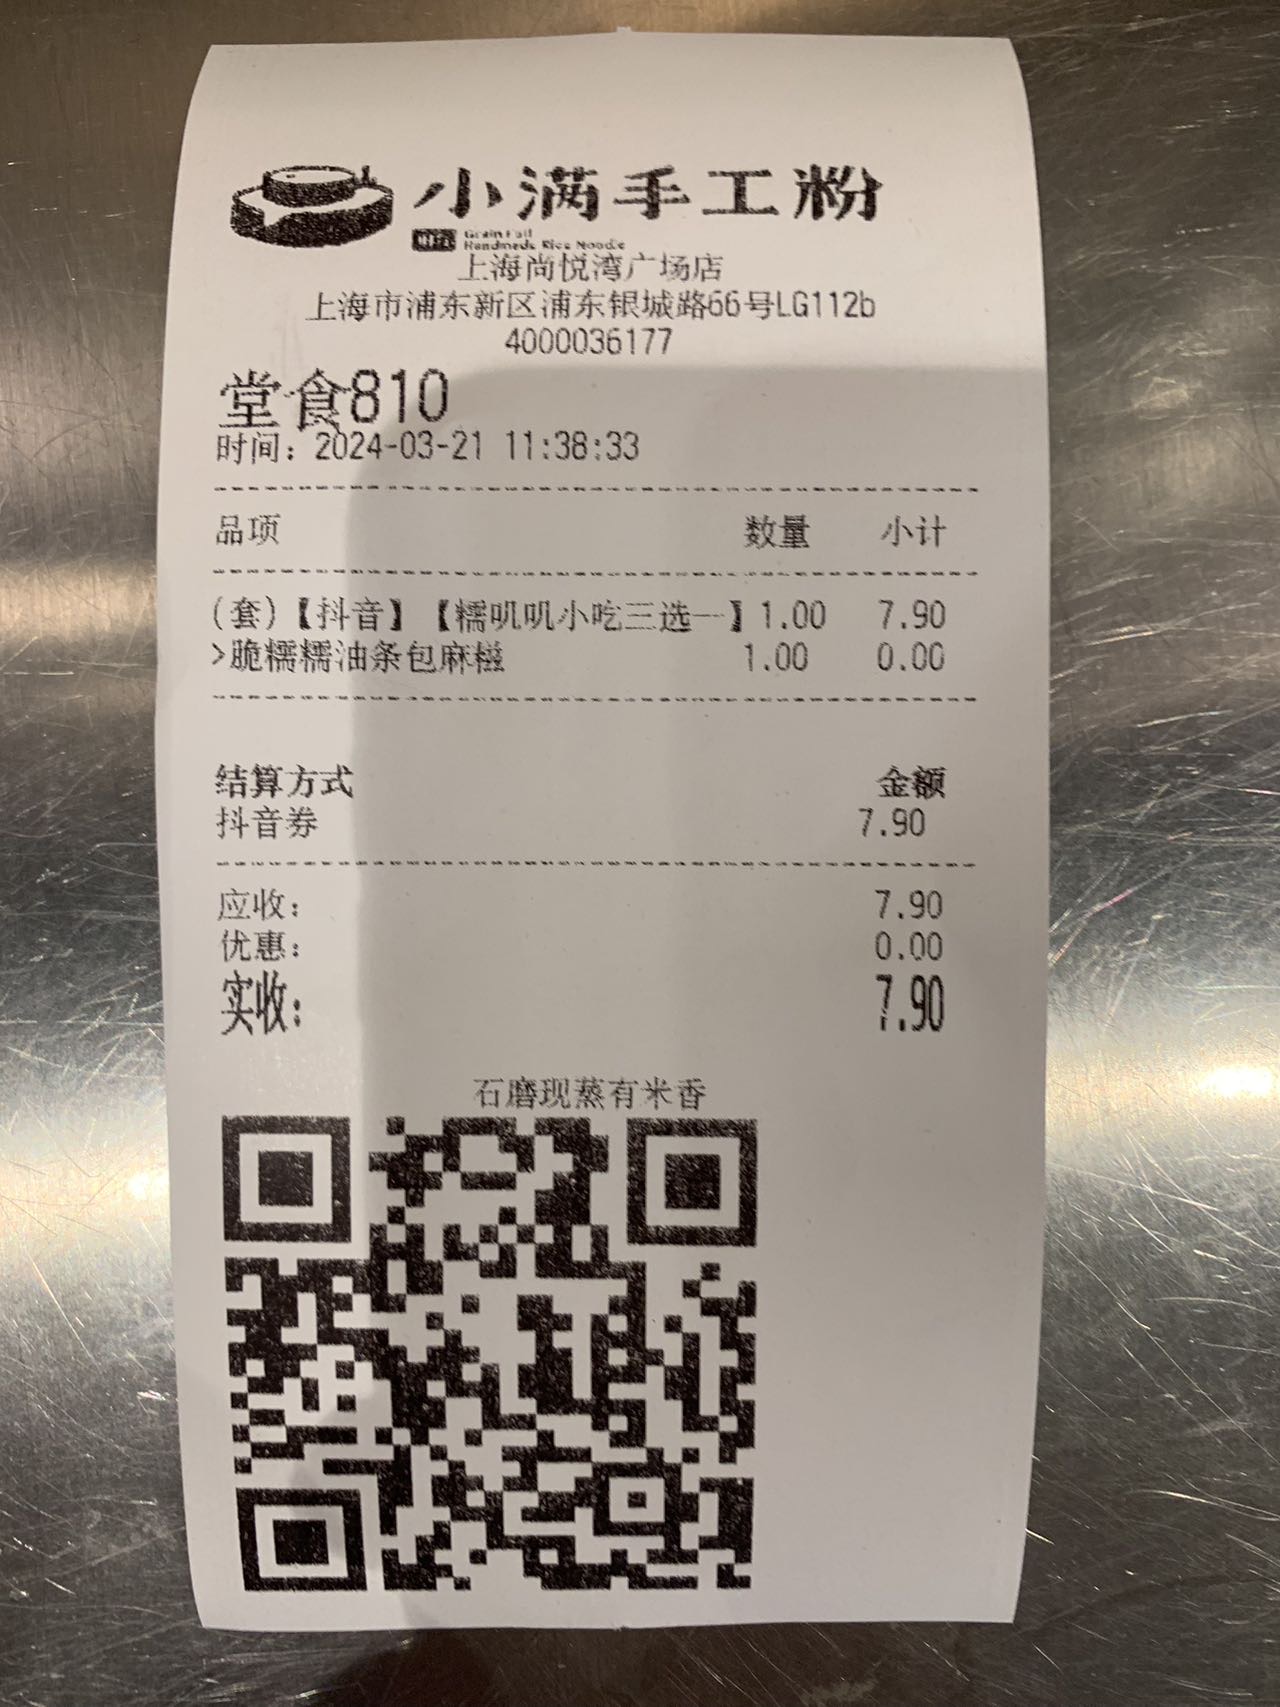 小满手工粉
Grain Full
Handmade Rice Noodle
上海尚悦湾广场店
上海市浦东新区浦东银城路66号LG112b
4000036177
堂食810
时间：2024-03-21 11:38:33
品项 数量 小计
(套)【抖音】【糯叽叽小吃三选一】 1.00 7.90
>脆糯糯油条包麻糍 1.00 0.00
结算方式 金额
抖音券 7.90
应收： 7.90
优惠： 0.00
实收： 7.90
石磨现蒸有米香